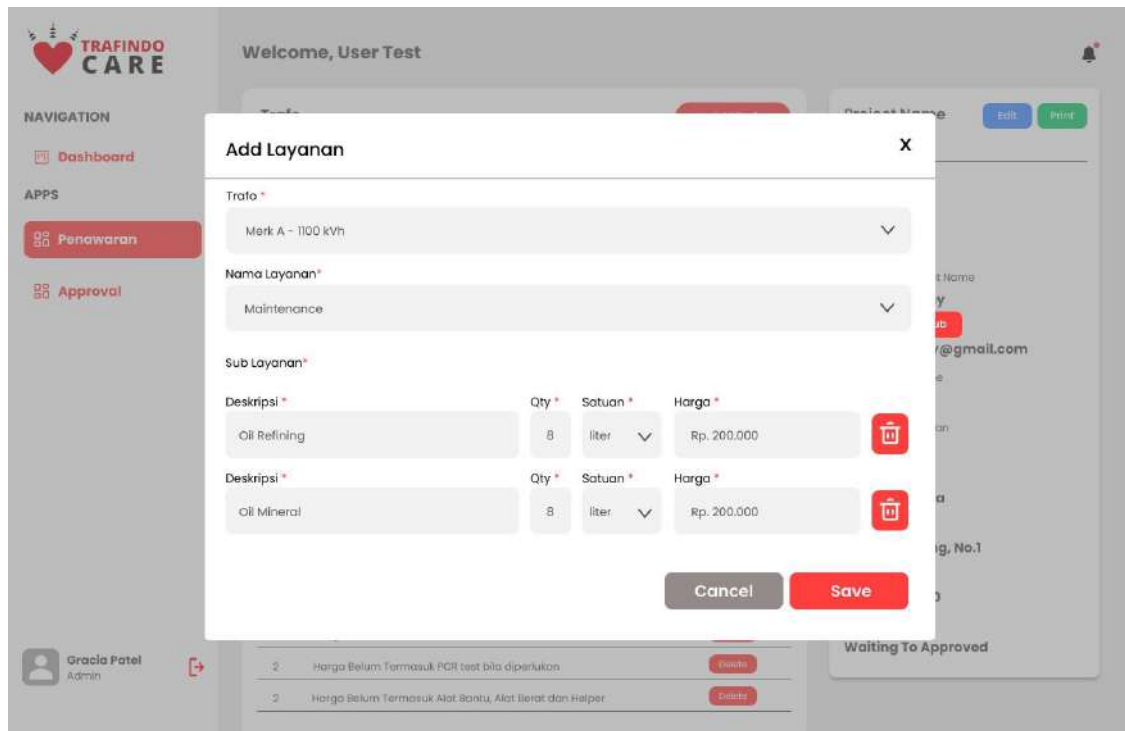 TRAFINDO
CARE
Welcome, User Test
NAVIGATION
Dashboard
APPS
Penawaran
Approval
Edit
Print
Add Layanan
X
Trafo *
Merk A - 1100 kVh
Nama Layanan*
Maintenance
Sub Layanan*
Deskripsi * Qty * Satuan * Harga *
Oil Refining 8 liter Rp. 200.000
Deskripsi * Qty * Satuan * Harga *
Oil Mineral 8 liter Rp. 200.000
Cancel Save
t Name
y
ub
y@gmail.com
e
an
a
ng, No.1
Waiting To Approved
2 Harga Belum Termasuk PCR test bila diperlukan Delete
2 Harga Belum Termasuk Alat Bantu, Alat Berat dan Helper Delete
Gracia Patel
Admin